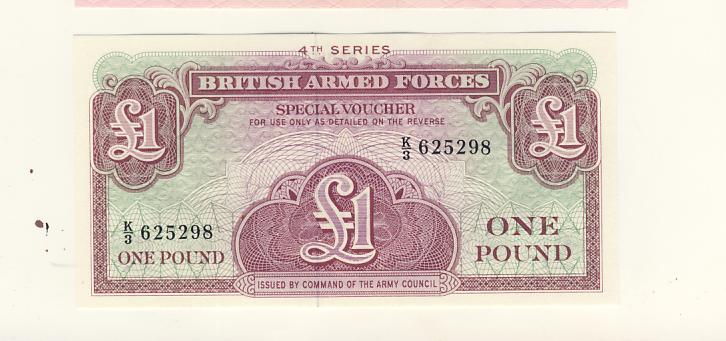 4TH SERIES
BRITISH ARMED FORCES
£1
£1
SPECIAL VOUCHER
FOR USE ONLY AS DETAILED ON THE REVERSE
K/3 625298
£1
K/3 625298
ONE POUND
ONE
POUND
ISSUED BY COMMAND OF THE ARMY COUNCIL